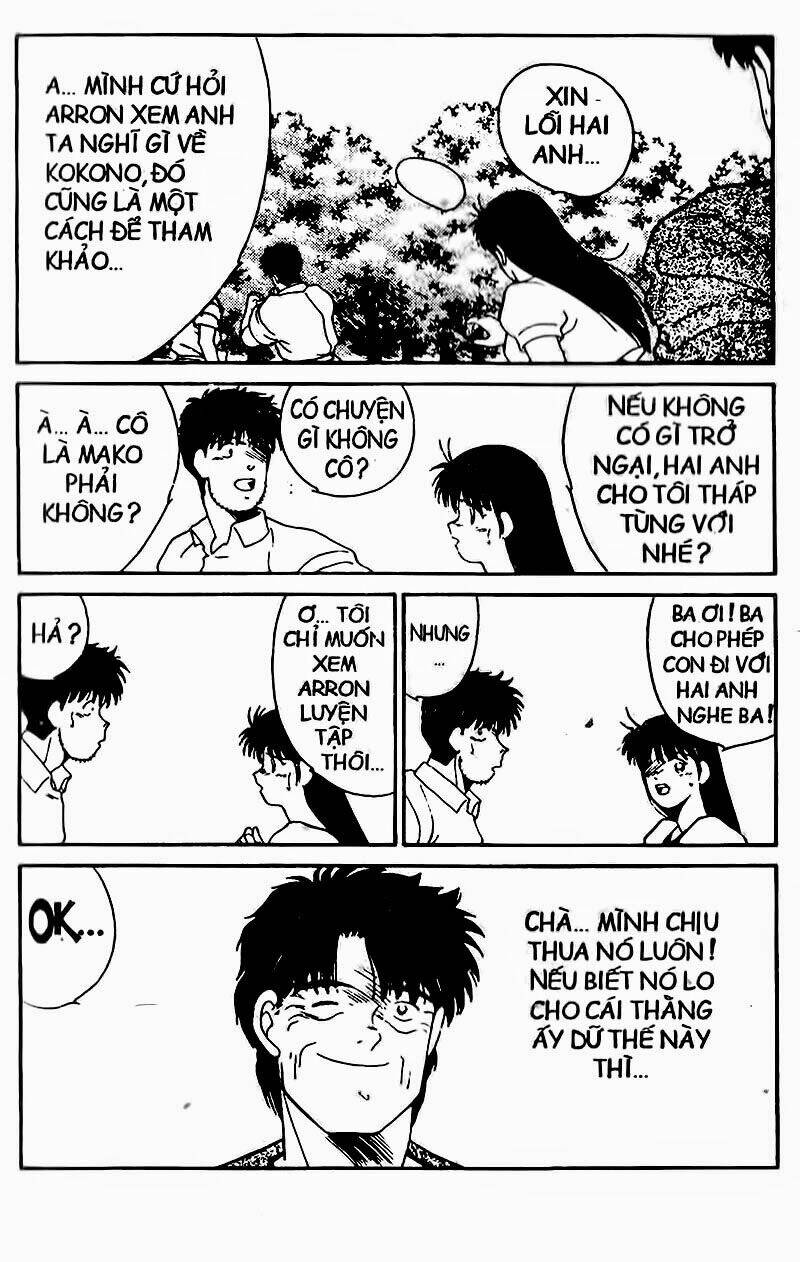 A... MÌNH CỨ HỎI
ARRON XEM ANH
TA NGHĨ GÌ VỀ
KOKONO, ĐÓ
CŨNG LÀ MỘT
CÁCH ĐỂ THAM
KHẢO...
XIN
LỖI HAI
ANH...
À... À... CÔ
LÀ MAKO
PHẢI
KHÔNG?
CÓ CHUYỆN
GÌ KHÔNG
CÔ?
NẾU KHÔNG
CÓ GÌ TRỞ
NGẠI, HAI ANH
CHO TÔI THÁP
TÙNG VỚI
NHÉ?
HẢ?
Ơ... TÔI
CHỈ MUỐN
XEM
ARRON
LUYỆN
TẬP
THÔI...
NHƯNG
...
BA ƠI! BA
CHO PHÉP
CON ĐI VỚI
HAI ANH
NGHE BA!
OK...
CHÀ... MÌNH CHỊU
THUA NÓ LUÔN!
NẾU BIẾT NÓ LO
CHO CÁI THẰNG
ẤY DỮ THẾ NÀY
THÌ...